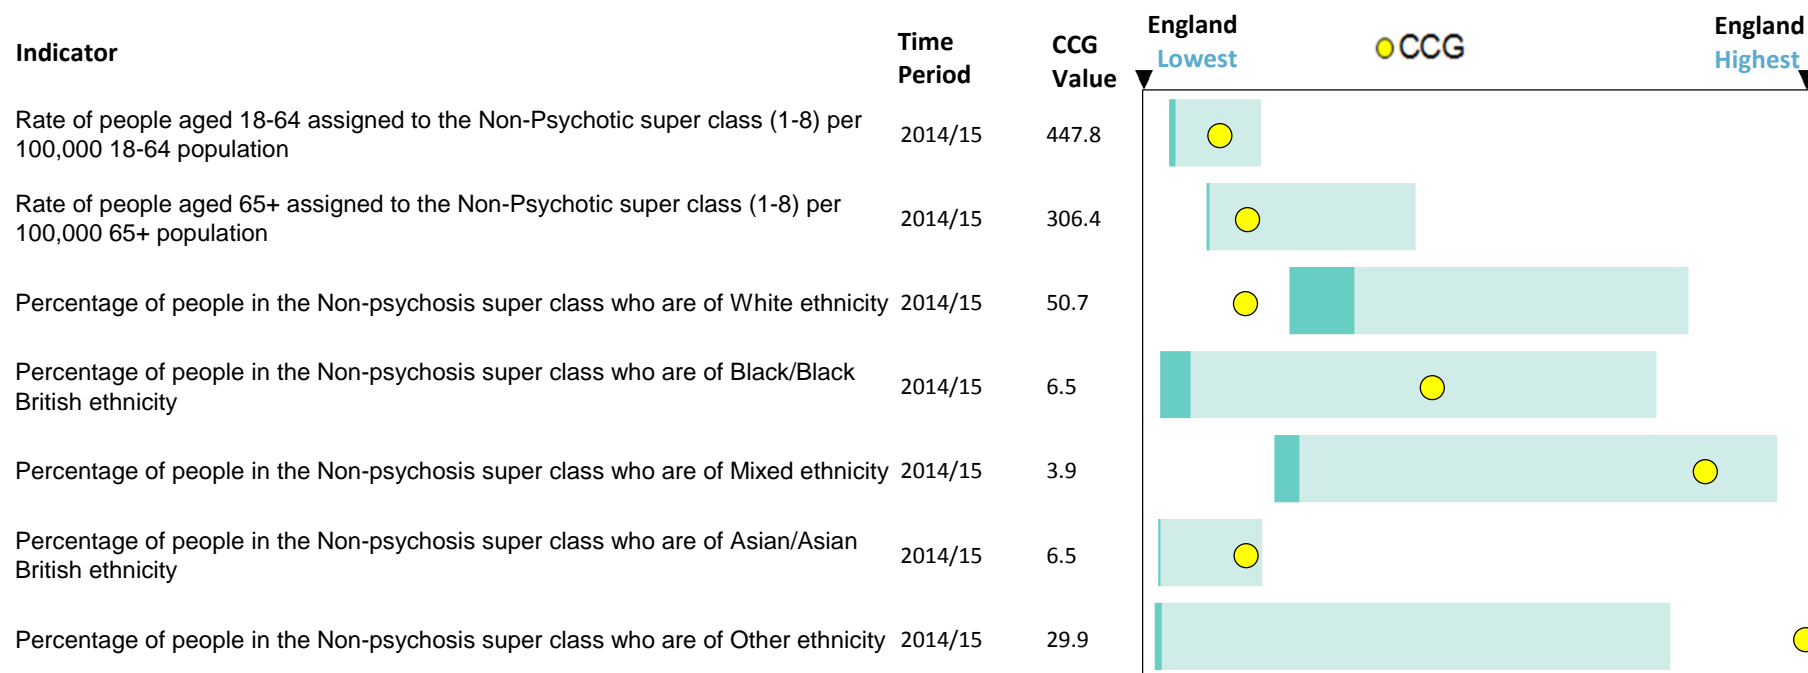 Indicator
Time Period
CCG Value
England Lowest
CCG
England Highest
Rate of people aged 18-64 assigned to the Non-Psychotic super class (1-8) per
100,000 18-64 population
2014/15
447.8
Rate of people aged 65+ assigned to the Non-Psychotic super class (1-8) per
100,000 65+ population
2014/15
306.4
Percentage of people in the Non-psychosis super class who are of White ethnicity
2014/15
50.7
Percentage of people in the Non-psychosis super class who are of Black/Black
British ethnicity
2014/15
6.5
Percentage of people in the Non-psychosis super class who are of Mixed ethnicity
2014/15
3.9
Percentage of people in the Non-psychosis super class who are of Asian/Asian
British ethnicity
2014/15
6.5
Percentage of people in the Non-psychosis super class who are of Other ethnicity
2014/15
29.9